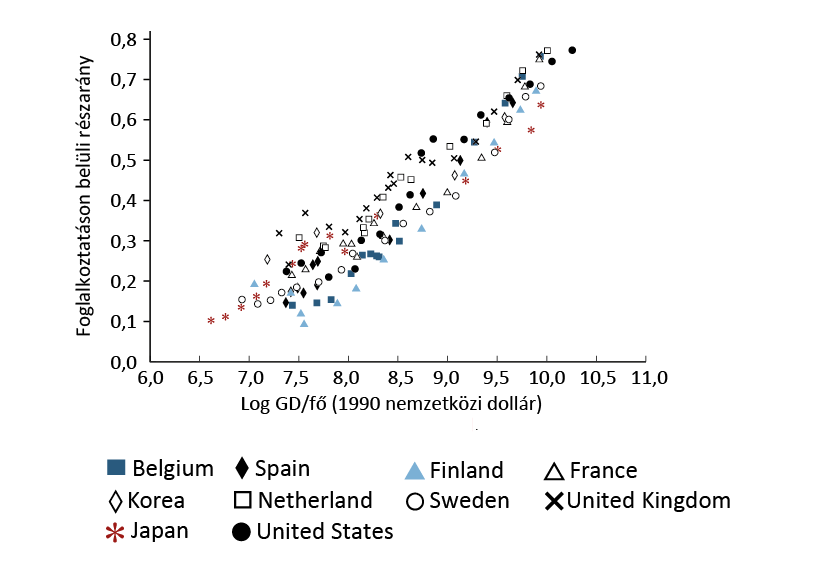 0,8
0,7
0,6
0,5
0,4
0,3
0,2
0,1
0,0
Foglalkoztatáson belüli részarány
6,0 6,5 7,0 7,5 8,0 8,5 9,0 9,5 10,0 10,5 11,0
Log GD/fő (1990 nemzetközi dollár)
Belgium Spain Finland France
Korea Netherland Sweden United Kingdom
Japan United States